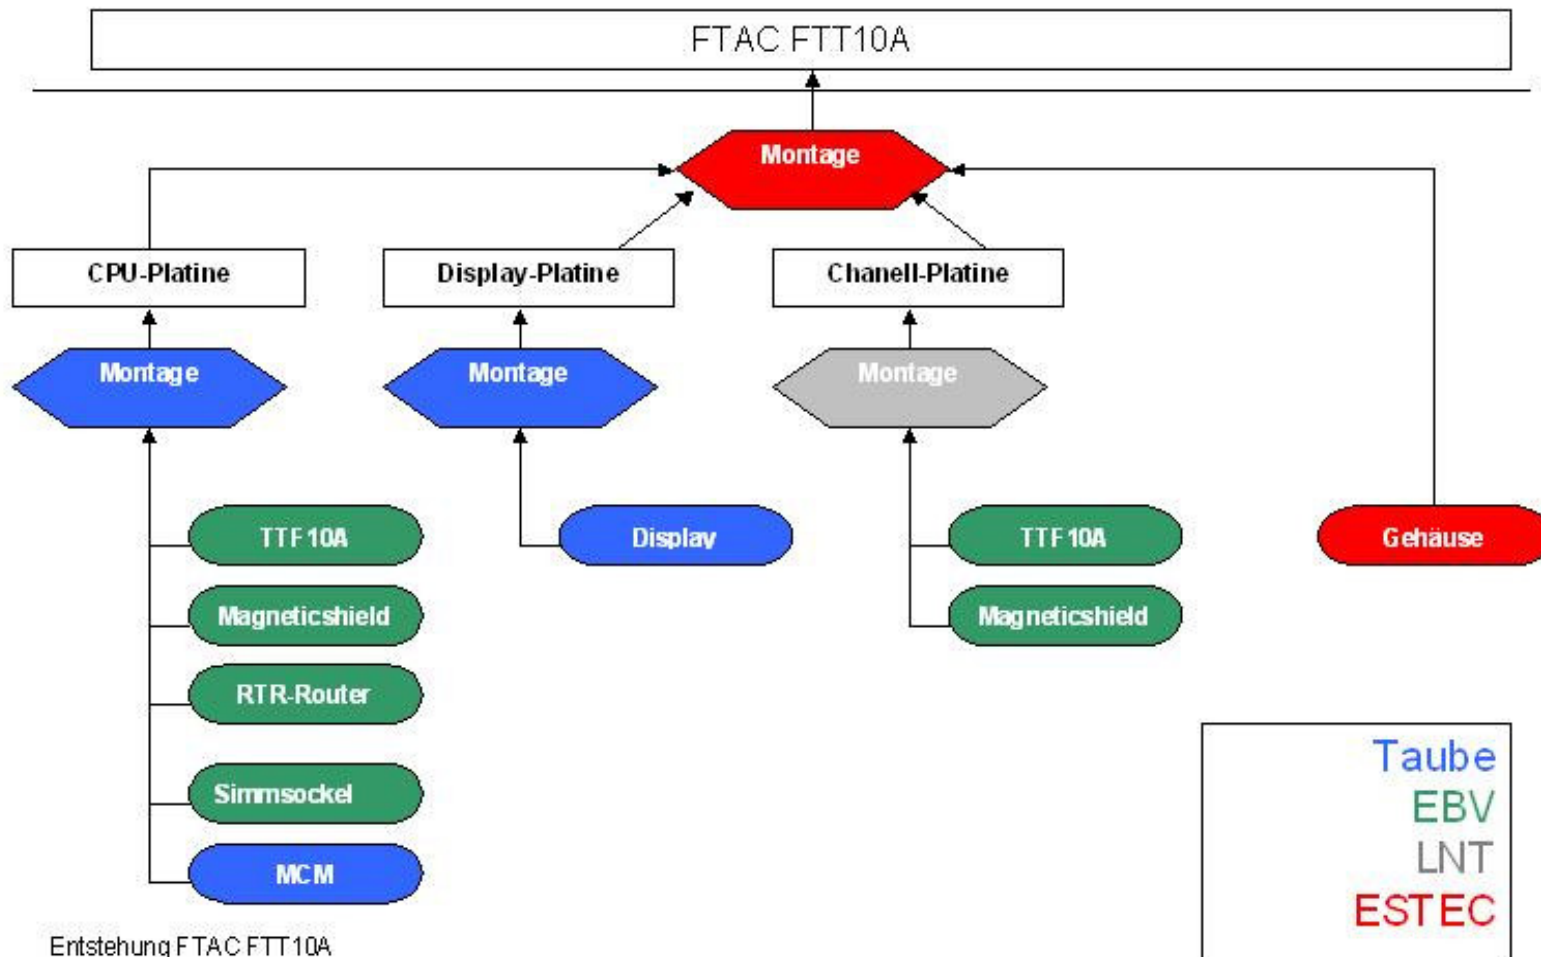 FTAC FTT10A
Montage
CPU-Platine
Display-Platine
Chanell-Platine
Montage
Montage
Montage
TTF10A
Display
TTF10A
Gehäuse
Magneticshield
Magneticshield
RTR-Router
Simmsockel
MCM
Taube
EBV
LNT
ESTEC
Entstehung FTAC FTT10A